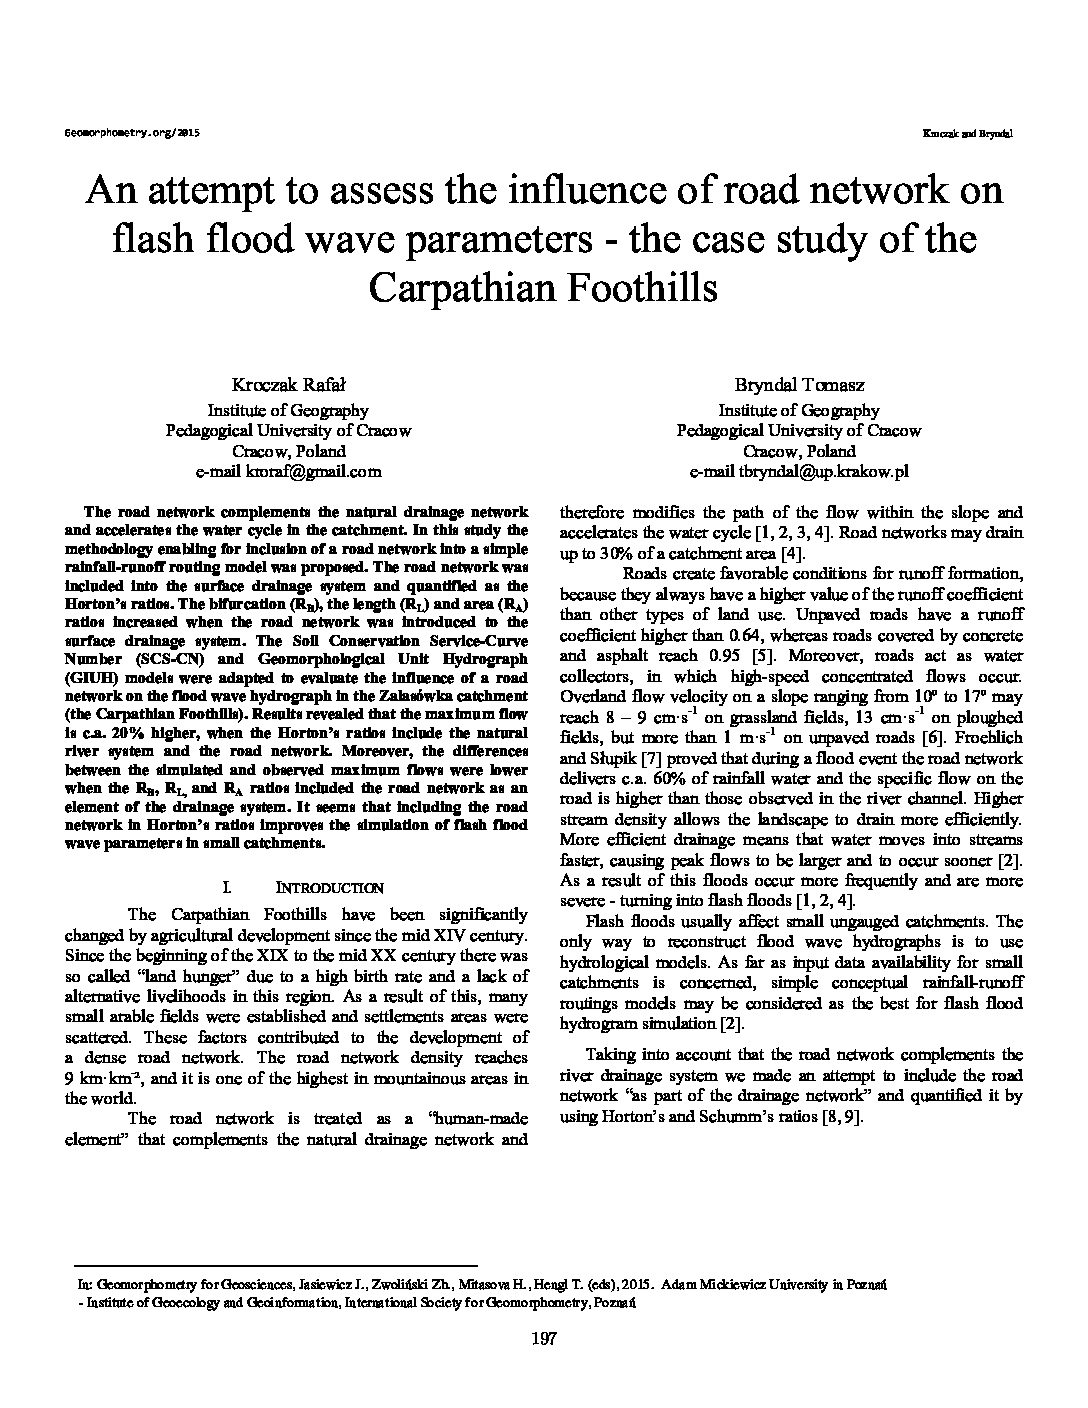 Geomorphometry.org/2015
Kroczak and Bryndal
An attempt to assess the influence of road network on
flash flood wave parameters - the case study of the
Carpathian Foothills
Kroczak Rafał
Institute of Geography
Pedagogical University of Cracow
Cracow, Poland
e-mail kroraf@gmail.com
Bryndal Tomasz
Institute of Geography
Pedagogical University of Cracow
Cracow, Poland
e-mail tbryndal@up.krakow.pl
The road network complements the natural drainage network
and accelerates the water cycle in the catchment. In this study the
methodology enabling for inclusion of a road network into a simple
rainfall-runoff routing model was proposed. The road network was
included into the surface drainage system and quantified as the
Horton's ratios. The bifurcation (RB), the length (RL) and area (RA)
ratios increased when the road network was introduced to the
surface drainage system. The Soil Conservation Service-Curve
Number (SCS-CN) and Geomorphological Unit Hydrograph
(GIUH) models were adapted to evaluate the influence of a road
network on the flood wave hydrograph in the Zalasówka catchment
(the Carpathian Foothills). Results revealed that the maximum flow
is c.a. 20% higher, when the Horton's ratios include the natural
river system and the road network. Moreover, the differences
between the simulated and observed maximum flows were lower
when the RB, RL, and RA ratios included the road network as an
element of the drainage system. It seems that including the road
network in Horton's ratios improves the simulation of flash flood
wave parameters in small catchments.
I. INTRODUCTION
The Carpathian Foothills have been significantly
changed by agricultural development since the mid XIV century.
Since the beginning of the XIX to the mid XX century there was
so called "land hunger" due to a high birth rate and a lack of
alternative livelihoods in this region. As a result of this, many
small arable fields were established and settlements areas were
scattered. These factors contributed to the development of
a dense road network. The road network density reaches
9 km·km⁻², and it is one of the highest in mountainous areas in
the world.
The road network is treated as a "human-made
element" that complements the natural drainage network and
therefore modifies the path of the flow within the slope and
accelerates the water cycle [1, 2, 3, 4]. Road networks may drain
up to 30% of a catchment area [4].
Roads create favorable conditions for runoff formation,
because they always have a higher value of the runoff coefficient
than other types of land use. Unpaved roads have a runoff
coefficient higher than 0.64, whereas roads covered by concrete
and asphalt reach 0.95 [5]. Moreover, roads act as water
collectors, in which high-speed concentrated flows occur.
Overland flow velocity on a slope ranging from 10º to 17º may
reach 8 – 9 cm·s⁻¹ on grassland fields, 13 cm·s⁻¹ on ploughed
fields, but more than 1 m·s⁻¹ on unpaved roads [6]. Froehlich
and Słupik [7] proved that during a flood event the road network
delivers c.a. 60% of rainfall water and the specific flow on the
road is higher than those observed in the river channel. Higher
stream density allows the landscape to drain more efficiently.
More efficient drainage means that water moves into streams
faster, causing peak flows to be larger and to occur sooner [2].
As a result of this floods occur more frequently and are more
severe - turning into flash floods [1, 2, 4].
Flash floods usually affect small ungauged catchments. The
only way to reconstruct flood wave hydrographs is to use
hydrological models. As far as input data availability for small
catchments is concerned, simple conceptual rainfall-runoff
routings models may be considered as the best for flash flood
hydrogram simulation [2].
Taking into account that the road network complements the
river drainage system we made an attempt to include the road
network "as part of the drainage network" and quantified it by
using Horton's and Schumm's ratios [8, 9].
In: Geomorphometry for Geosciences, Jasiewicz J., Zwoliński Zb., Mitasova H., Hengl T. (eds), 2015. Adam Mickiewicz University in Poznań
- Institute of Geoecology and Geoinformation, International Society for Geomorphometry, Poznań
197